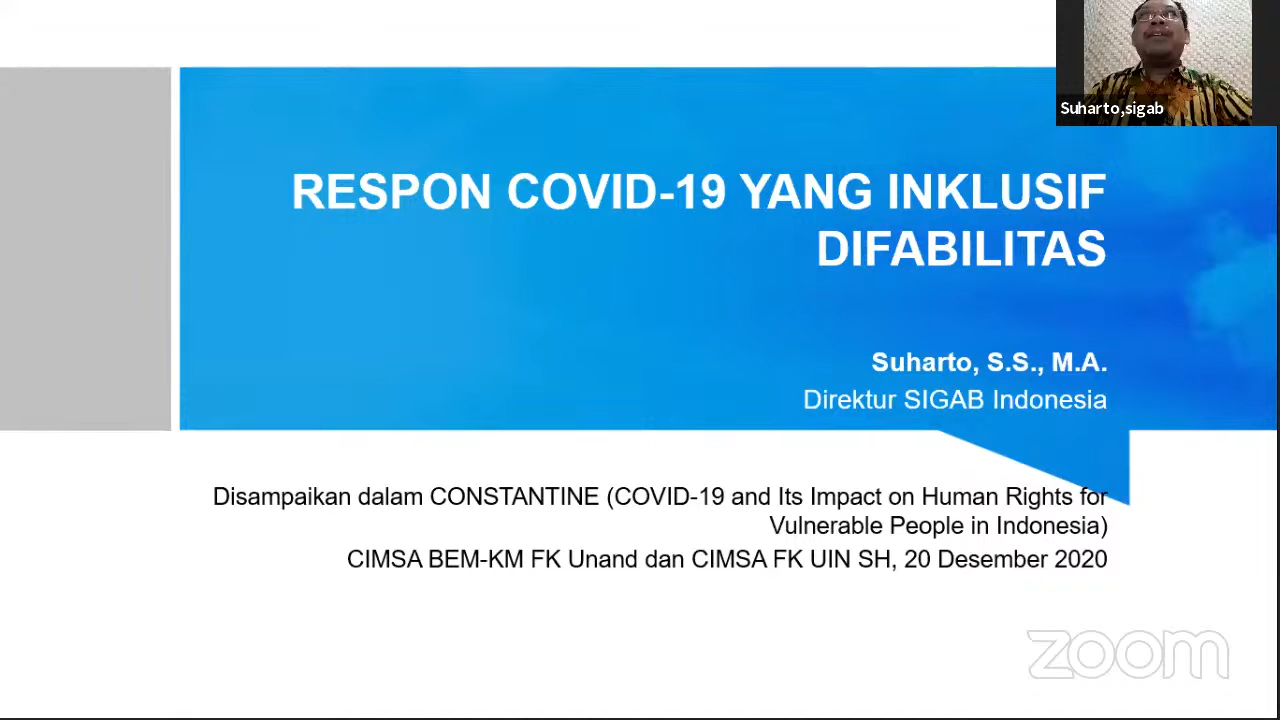 Suharto,sigab
RESPON COVID-19 YANG INKLUSIF
DIFABILITAS
Suharto, S.S., M.A.
Direktur SIGAB Indonesia
Disampaikan dalam CONSTANTINE (COVID-19 and Its Impact on Human Rights for
Vulnerable People in Indonesia)
CIMSA BEM-KM FK Unand dan CIMSA FK UIN SH, 20 Desember 2020
zoom